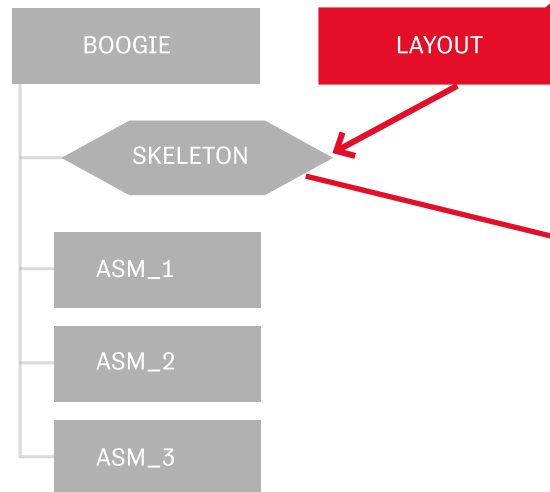 BOOGIE
LAYOUT
SKELETON
ASM_1
ASM_2
ASM_3